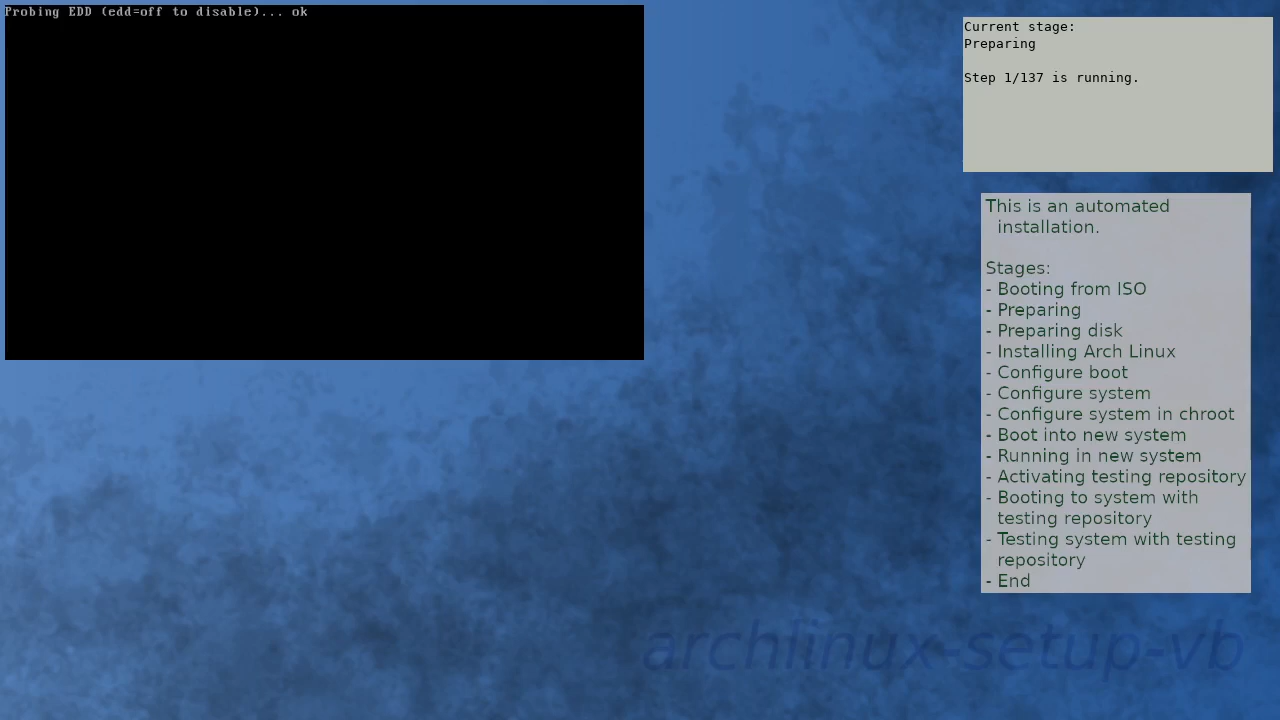 Probing EDD (edd=off to disable)... ok
Current stage:
Preparing
Step 1/137 is running.
This is an automated
installation.
Stages:
- Booting from ISO
- Preparing
- Preparing disk
- Installing Arch Linux
- Configure boot
- Configure system
- Configure system in chroot
- Boot into new system
- Running in new system
- Activating testing repository
- Booting to system with
testing repository
- Testing system with testing
repository
- End
archlinux-setup-vb